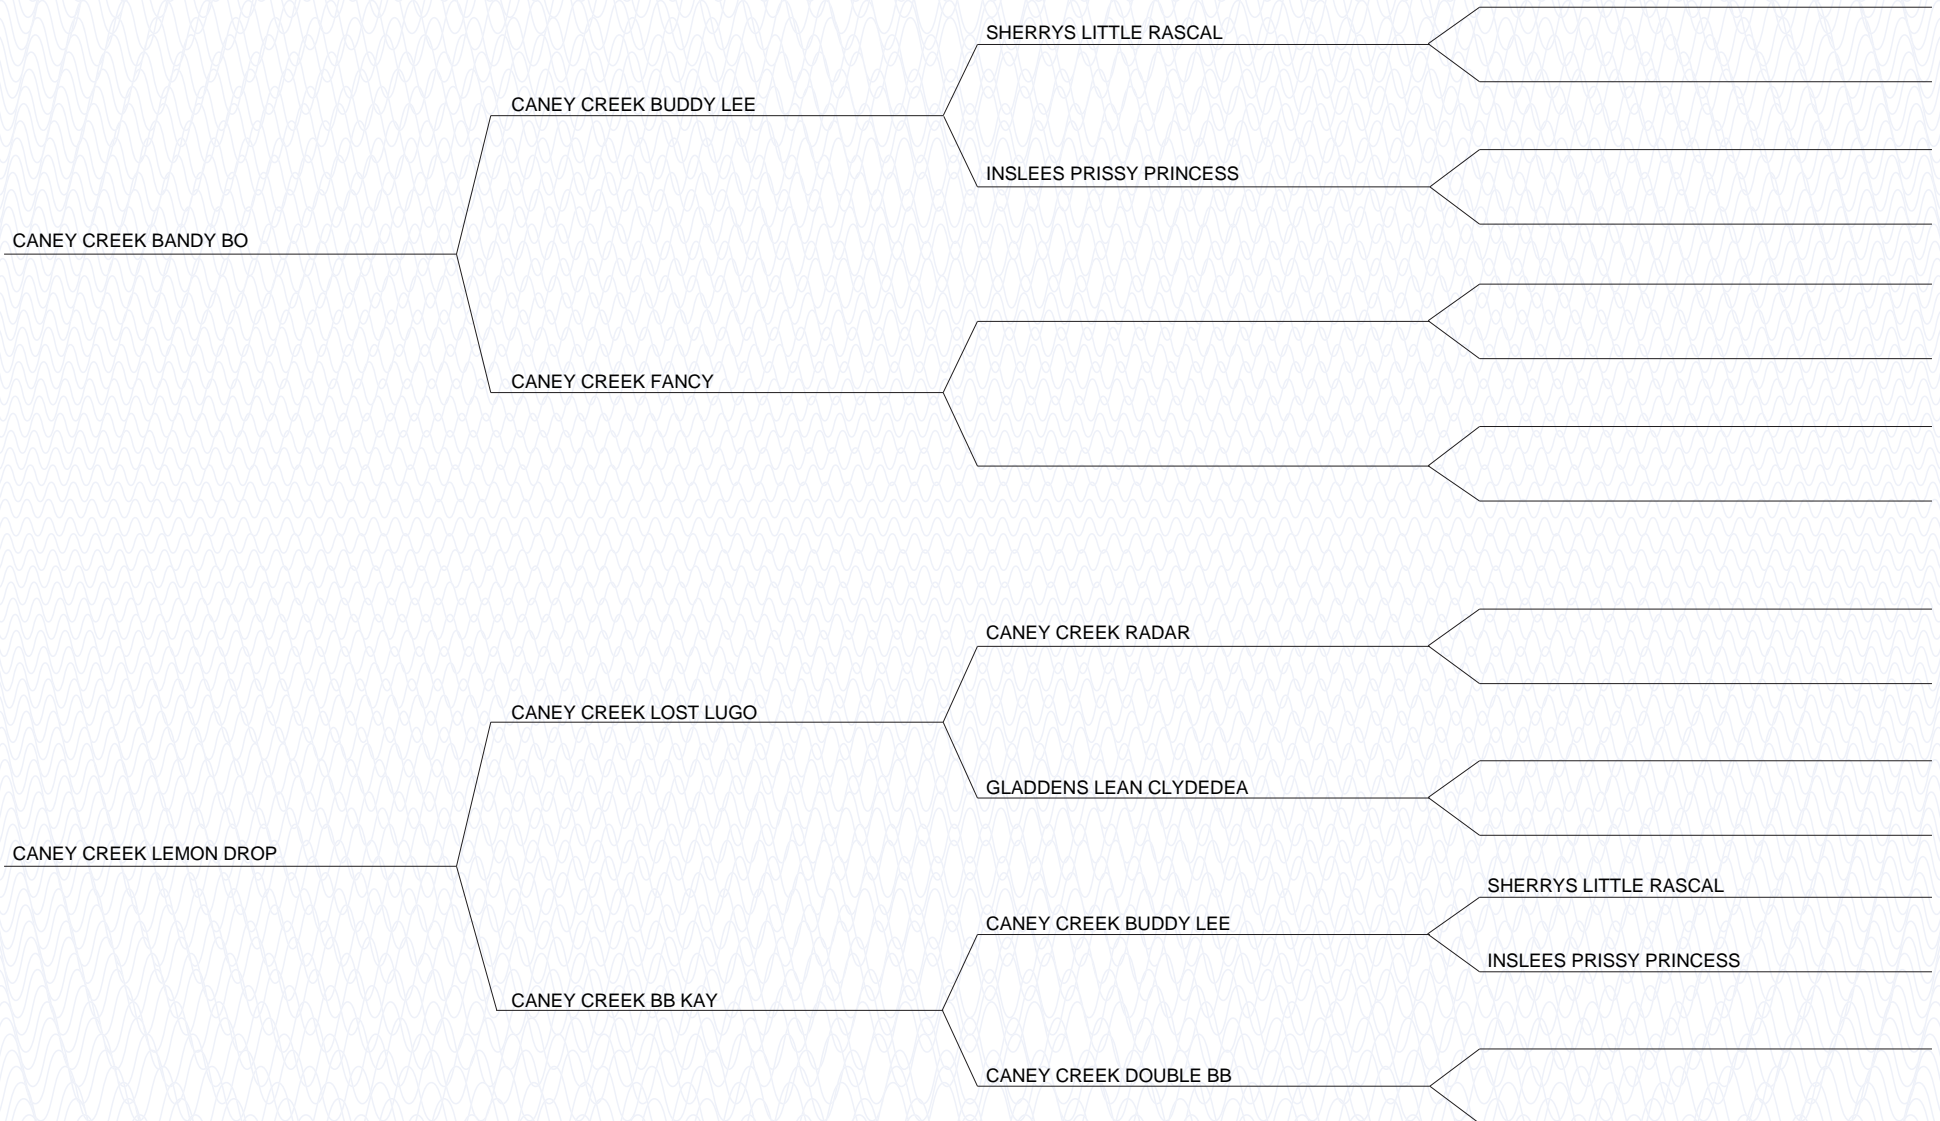 SHERRYS LITTLE RASCAL
CANEY CREEK BUDDY LEE
INSLEES PRISSY PRINCESS
CANEY CREEK BANDY BO
CANEY CREEK FANCY
CANEY CREEK RADAR
CANEY CREEK LOST LUGO
GLADDENS LEAN CLYDEDEA
CANEY CREEK LEMON DROP
SHERRYS LITTLE RASCAL
CANEY CREEK BUDDY LEE
INSLEES PRISSY PRINCESS
CANEY CREEK BB KAY
CANEY CREEK DOUBLE BB